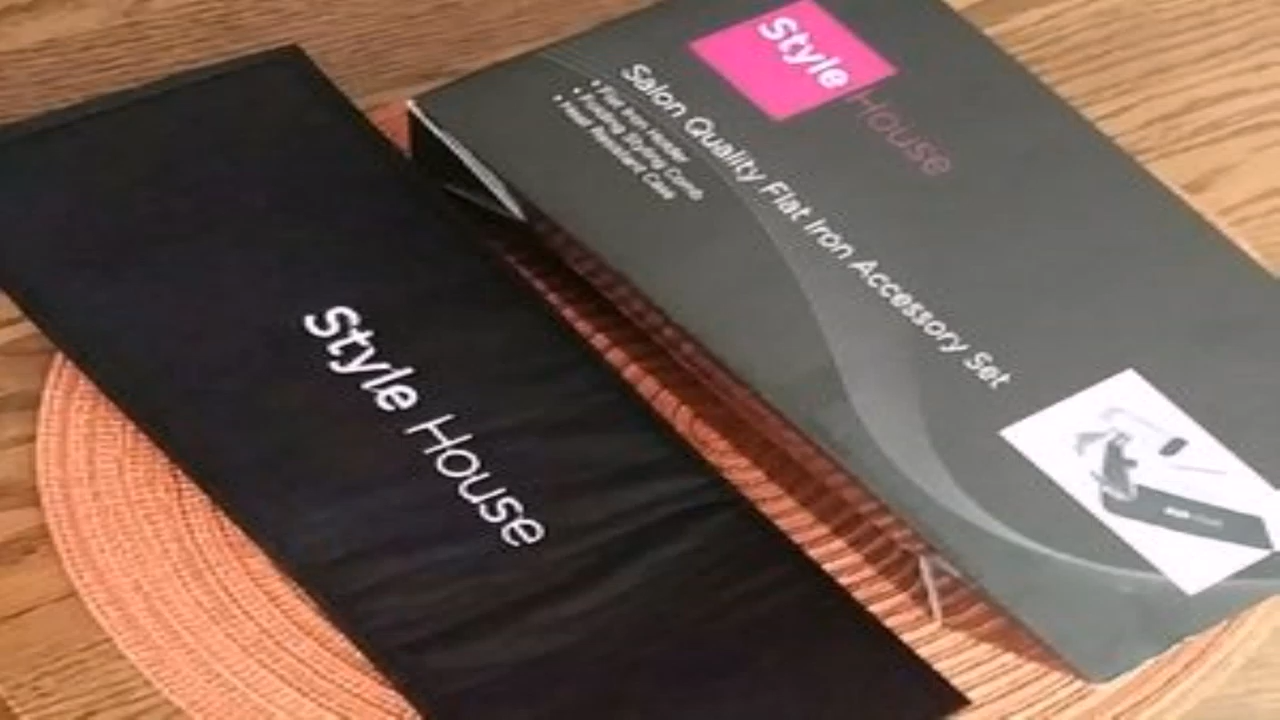 Style House
Style House
Salon Quality Flat Iron Accessory Set
• Flat Iron Holder
• Folding Styling Comb
• Heat Resistant Case